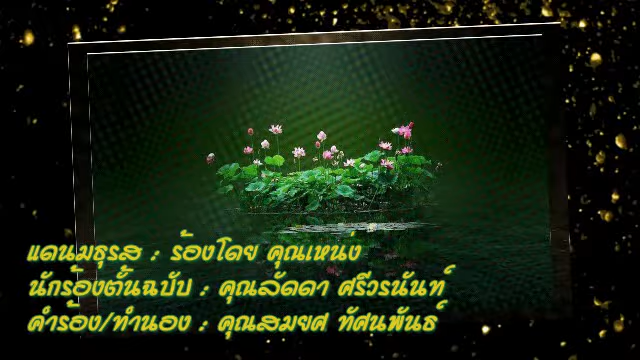 แดนมธุรส : ร้องโดย คุณเหน่ง
นักร้องต้นฉบับ : คุณลัดดา ศรีวรนันท์
คำร้อง/ทำนอง : คุณสมยศ ทัศนพันธ์